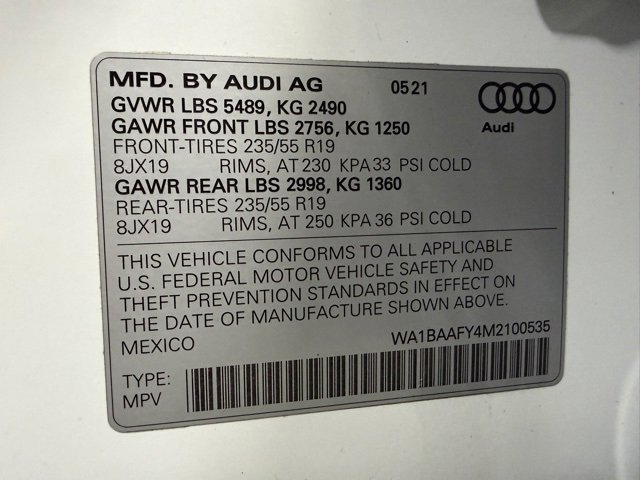 MFD. BY AUDI AG 05 21
GVWR LBS 5489, KG 2490
GAWR FRONT LBS 2756, KG 1250
Audi
FRONT-TIRES 235/55 R19
8JX19 RIMS, AT 230 KPA 33 PSI COLD
GAWR REAR LBS 2998, KG 1360
REAR-TIRES 235/55 R19
8JX19 RIMS, AT 250 KPA 36 PSI COLD
THIS VEHICLE CONFORMS TO ALL APPLICABLE
U.S. FEDERAL MOTOR VEHICLE SAFETY AND
THEFT PREVENTION STANDARDS IN EFFECT ON
THE DATE OF MANUFACTURE SHOWN ABOVE.
MEXICO WA1BAAFY4M2100535
TYPE:
MPV